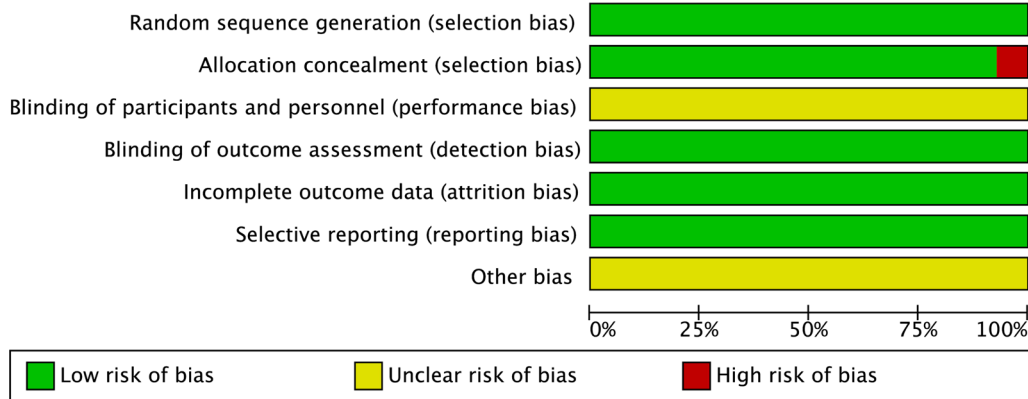 Random sequence generation (selection bias)
Allocation concealment (selection bias)
Blinding of participants and personnel (performance bias)
Blinding of outcome assessment (detection bias)
Incomplete outcome data (attrition bias)
Selective reporting (reporting bias)
Other bias
0% 25% 50% 75% 100%
Low risk of bias Unclear risk of bias High risk of bias